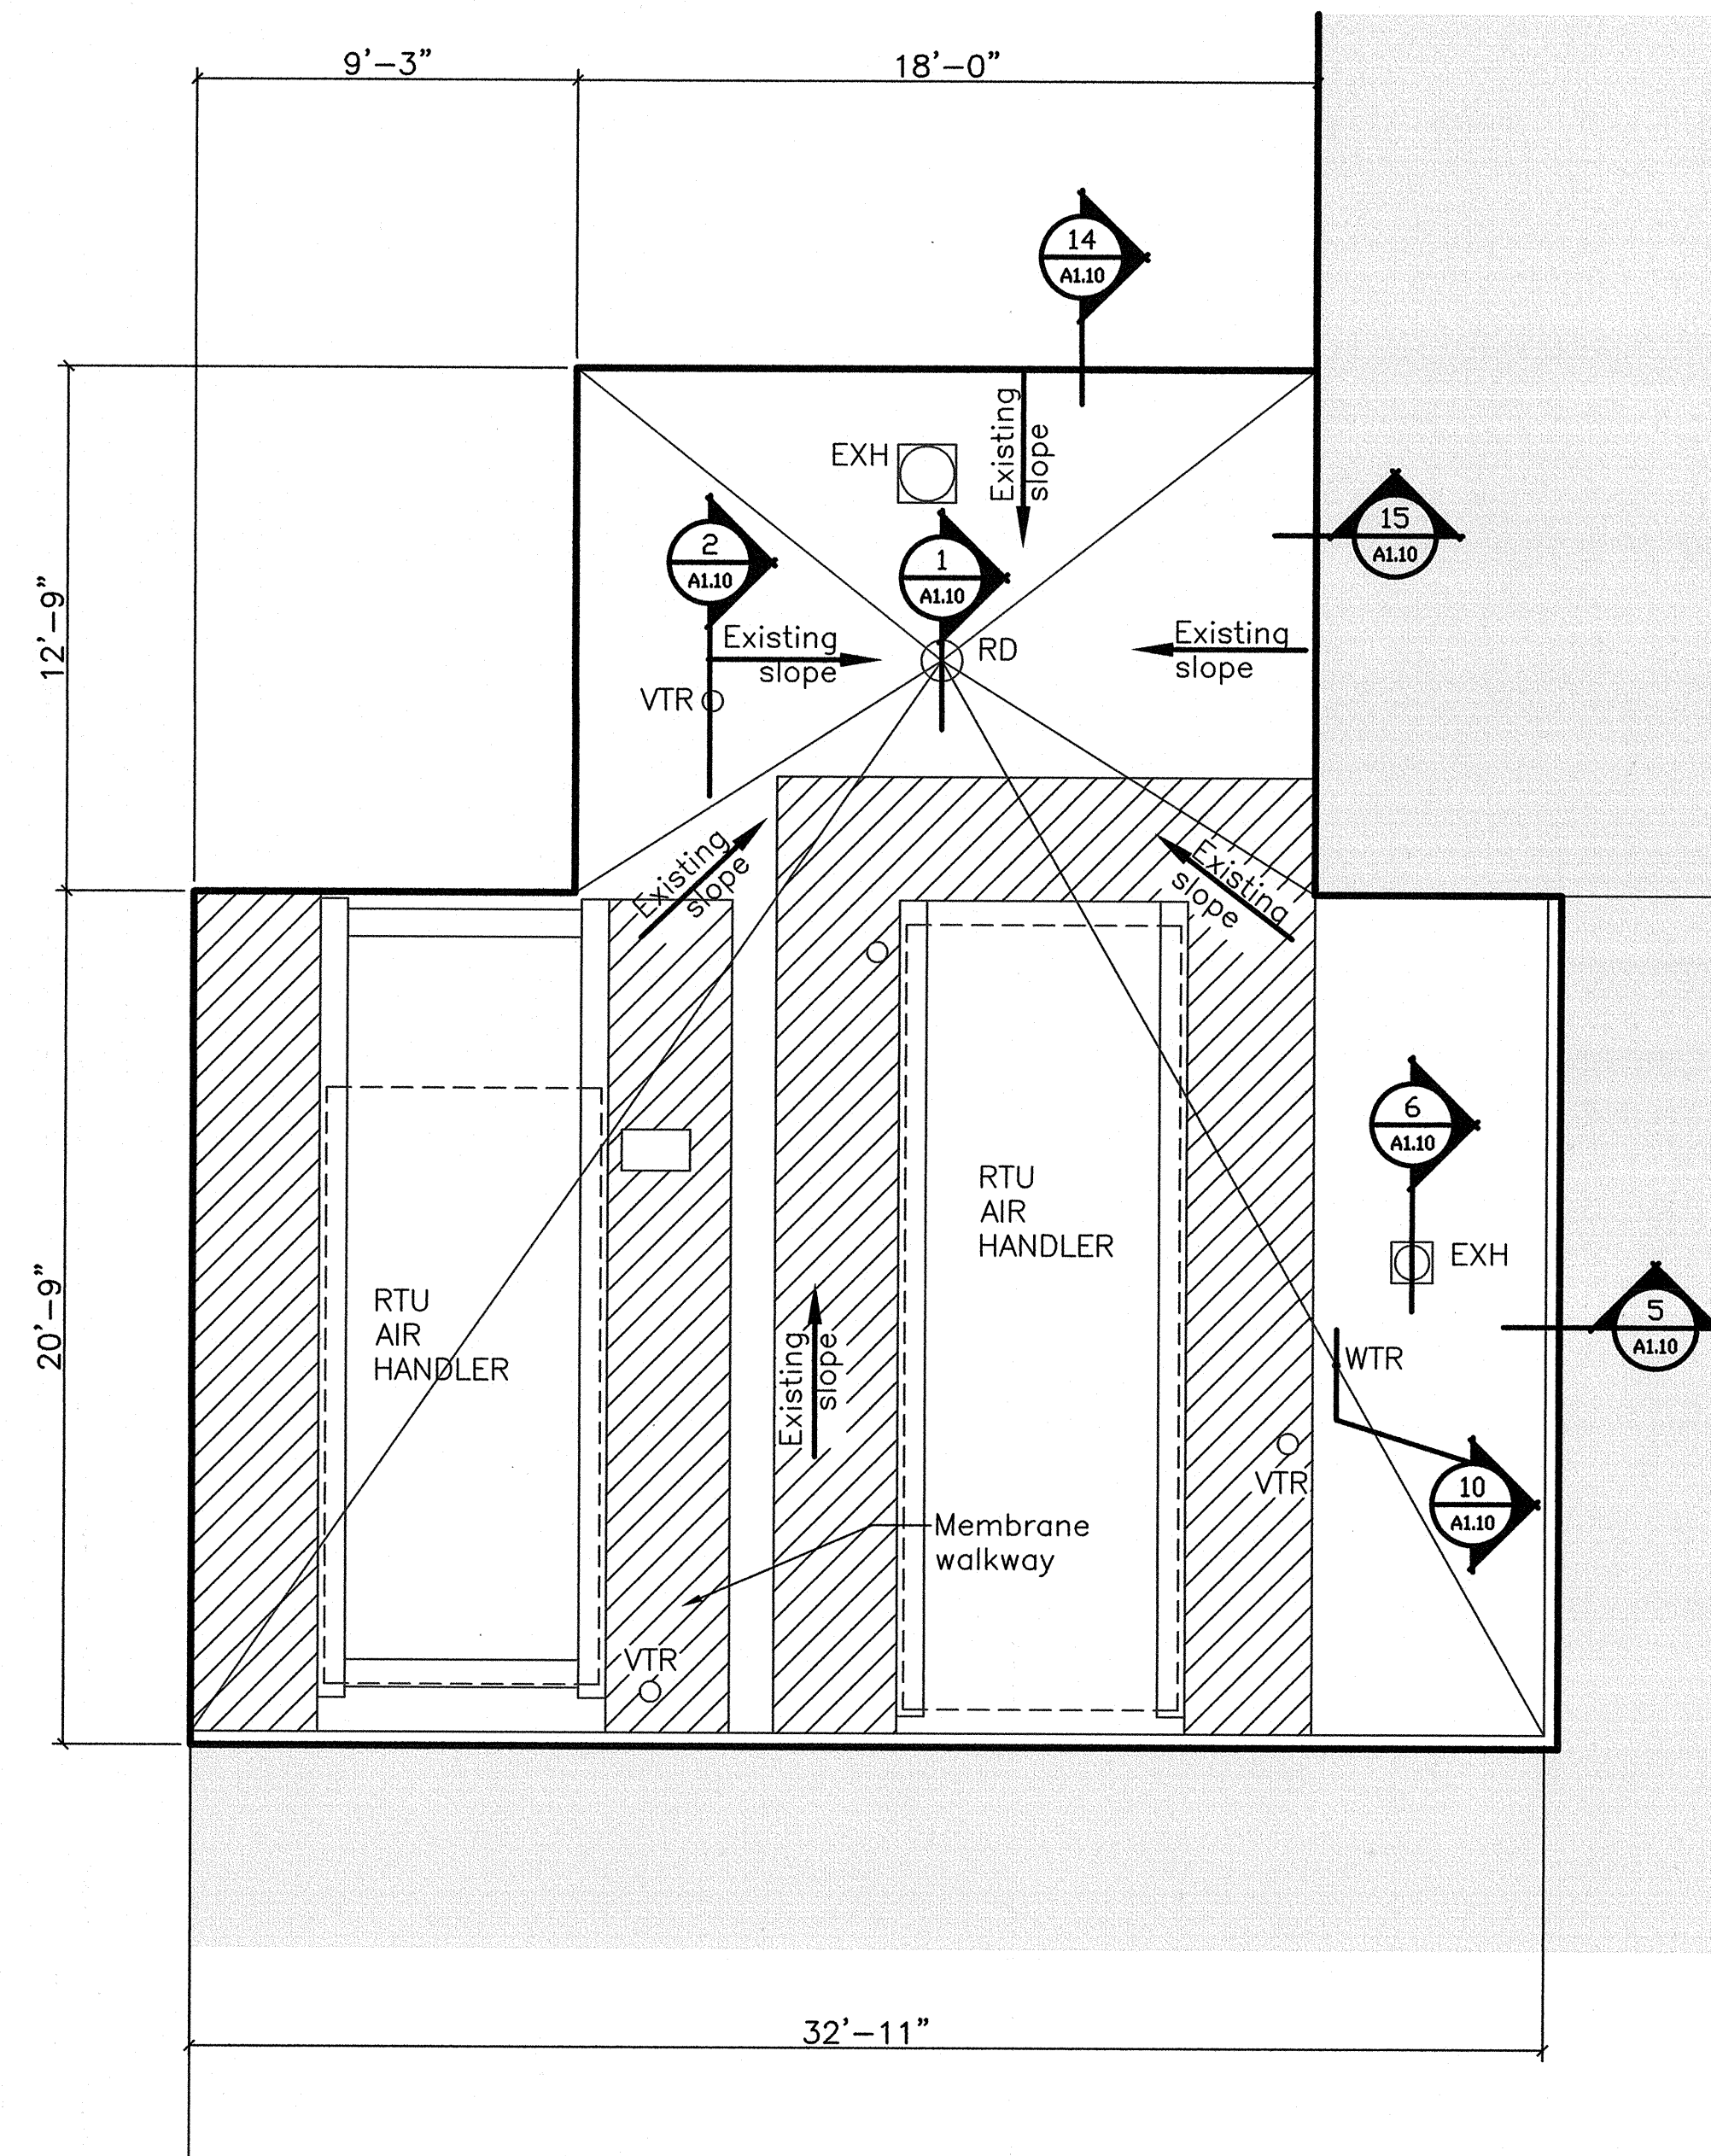 9'-3"
18'-0"
14
A1.10
EXH
Existing
slope
15
A1.10
2
A1.10
1
A1.10
12'-9"
Existing
slope
RD
Existing
slope
VTR
Existing
slope
Existing
slope
6
A1.10
RTU
AIR
HANDLER
EXH
20'-9"
RTU
AIR
HANDLER
5
A1.10
Existing
slope
WTR
VTR
10
A1.10
Membrane
walkway
VTR
32'-11"